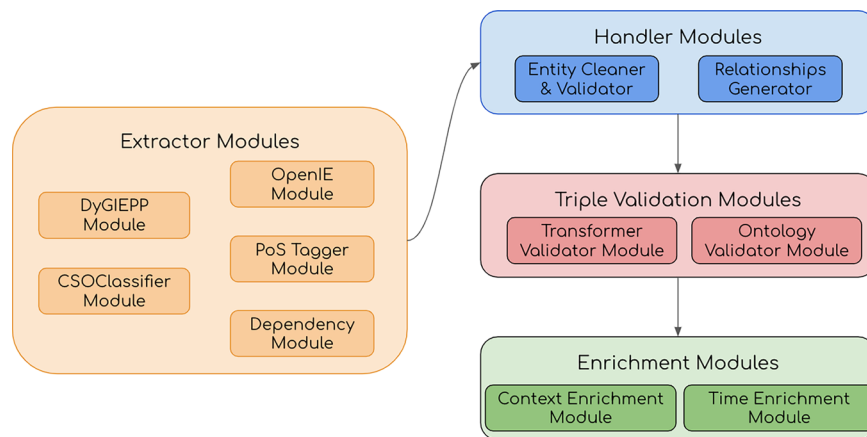 Extractor Modules
DyGIEPP
Module
CSOClassifier
Module
OpenIE
Module
PoS Tagger
Module
Dependency
Module
Handler Modules
Entity Cleaner
& Validator
Relationships
Generator
Triple Validation Modules
Transformer
Validator Module
Ontology
Validator Module
Enrichment Modules
Context Enrichment
Module
Time Enrichment
Module